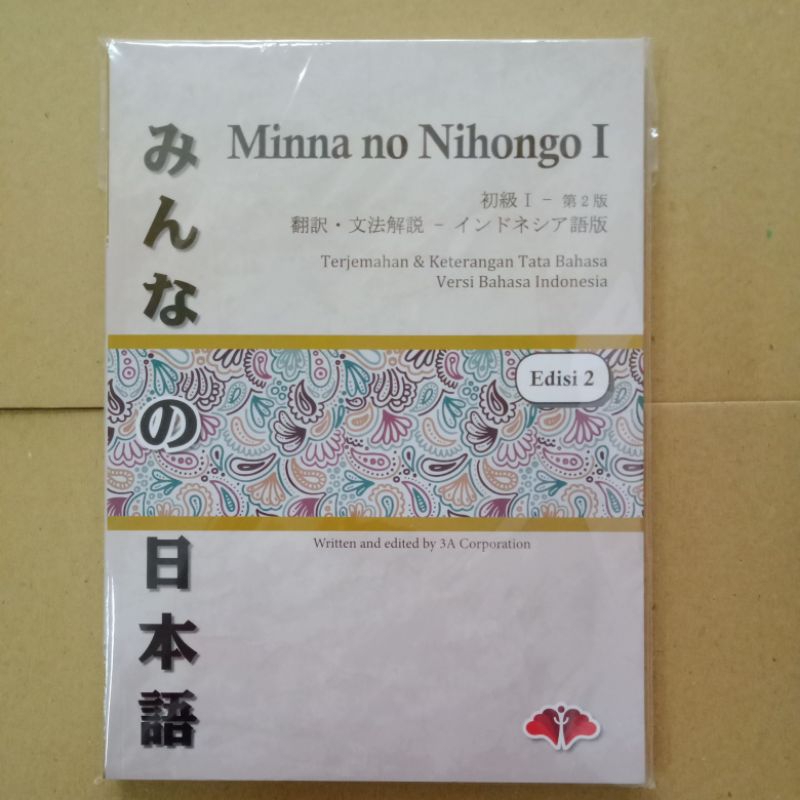 みんなの日本語
Minna no Nihongo I
初級 I - 第2版
翻訳・文法解説 - インドネシア語版
Terjemahan & Keterangan Tata Bahasa
Versi Bahasa Indonesia
Edisi 2
Written and edited by 3A Corporation